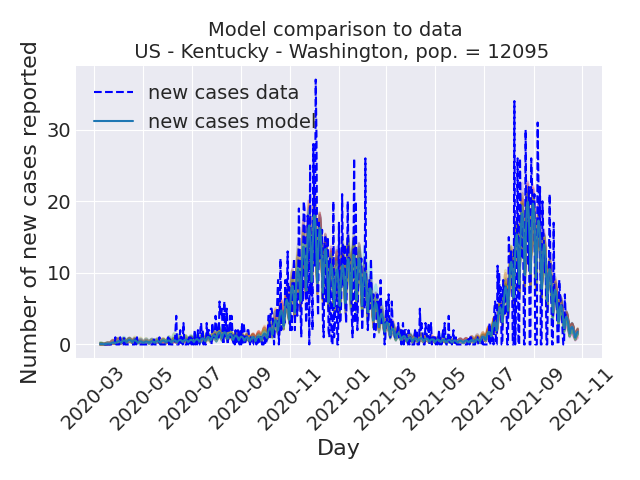 Model comparison to data
US - Kentucky - Washington, pop. = 12095
Number of new cases reported
30
20
10
0
new cases data
new cases model
2020-03
2020-05
2020-07
2020-09
2020-11
2021-01
2021-03
2021-05
2021-07
2021-09
2021-11
Day